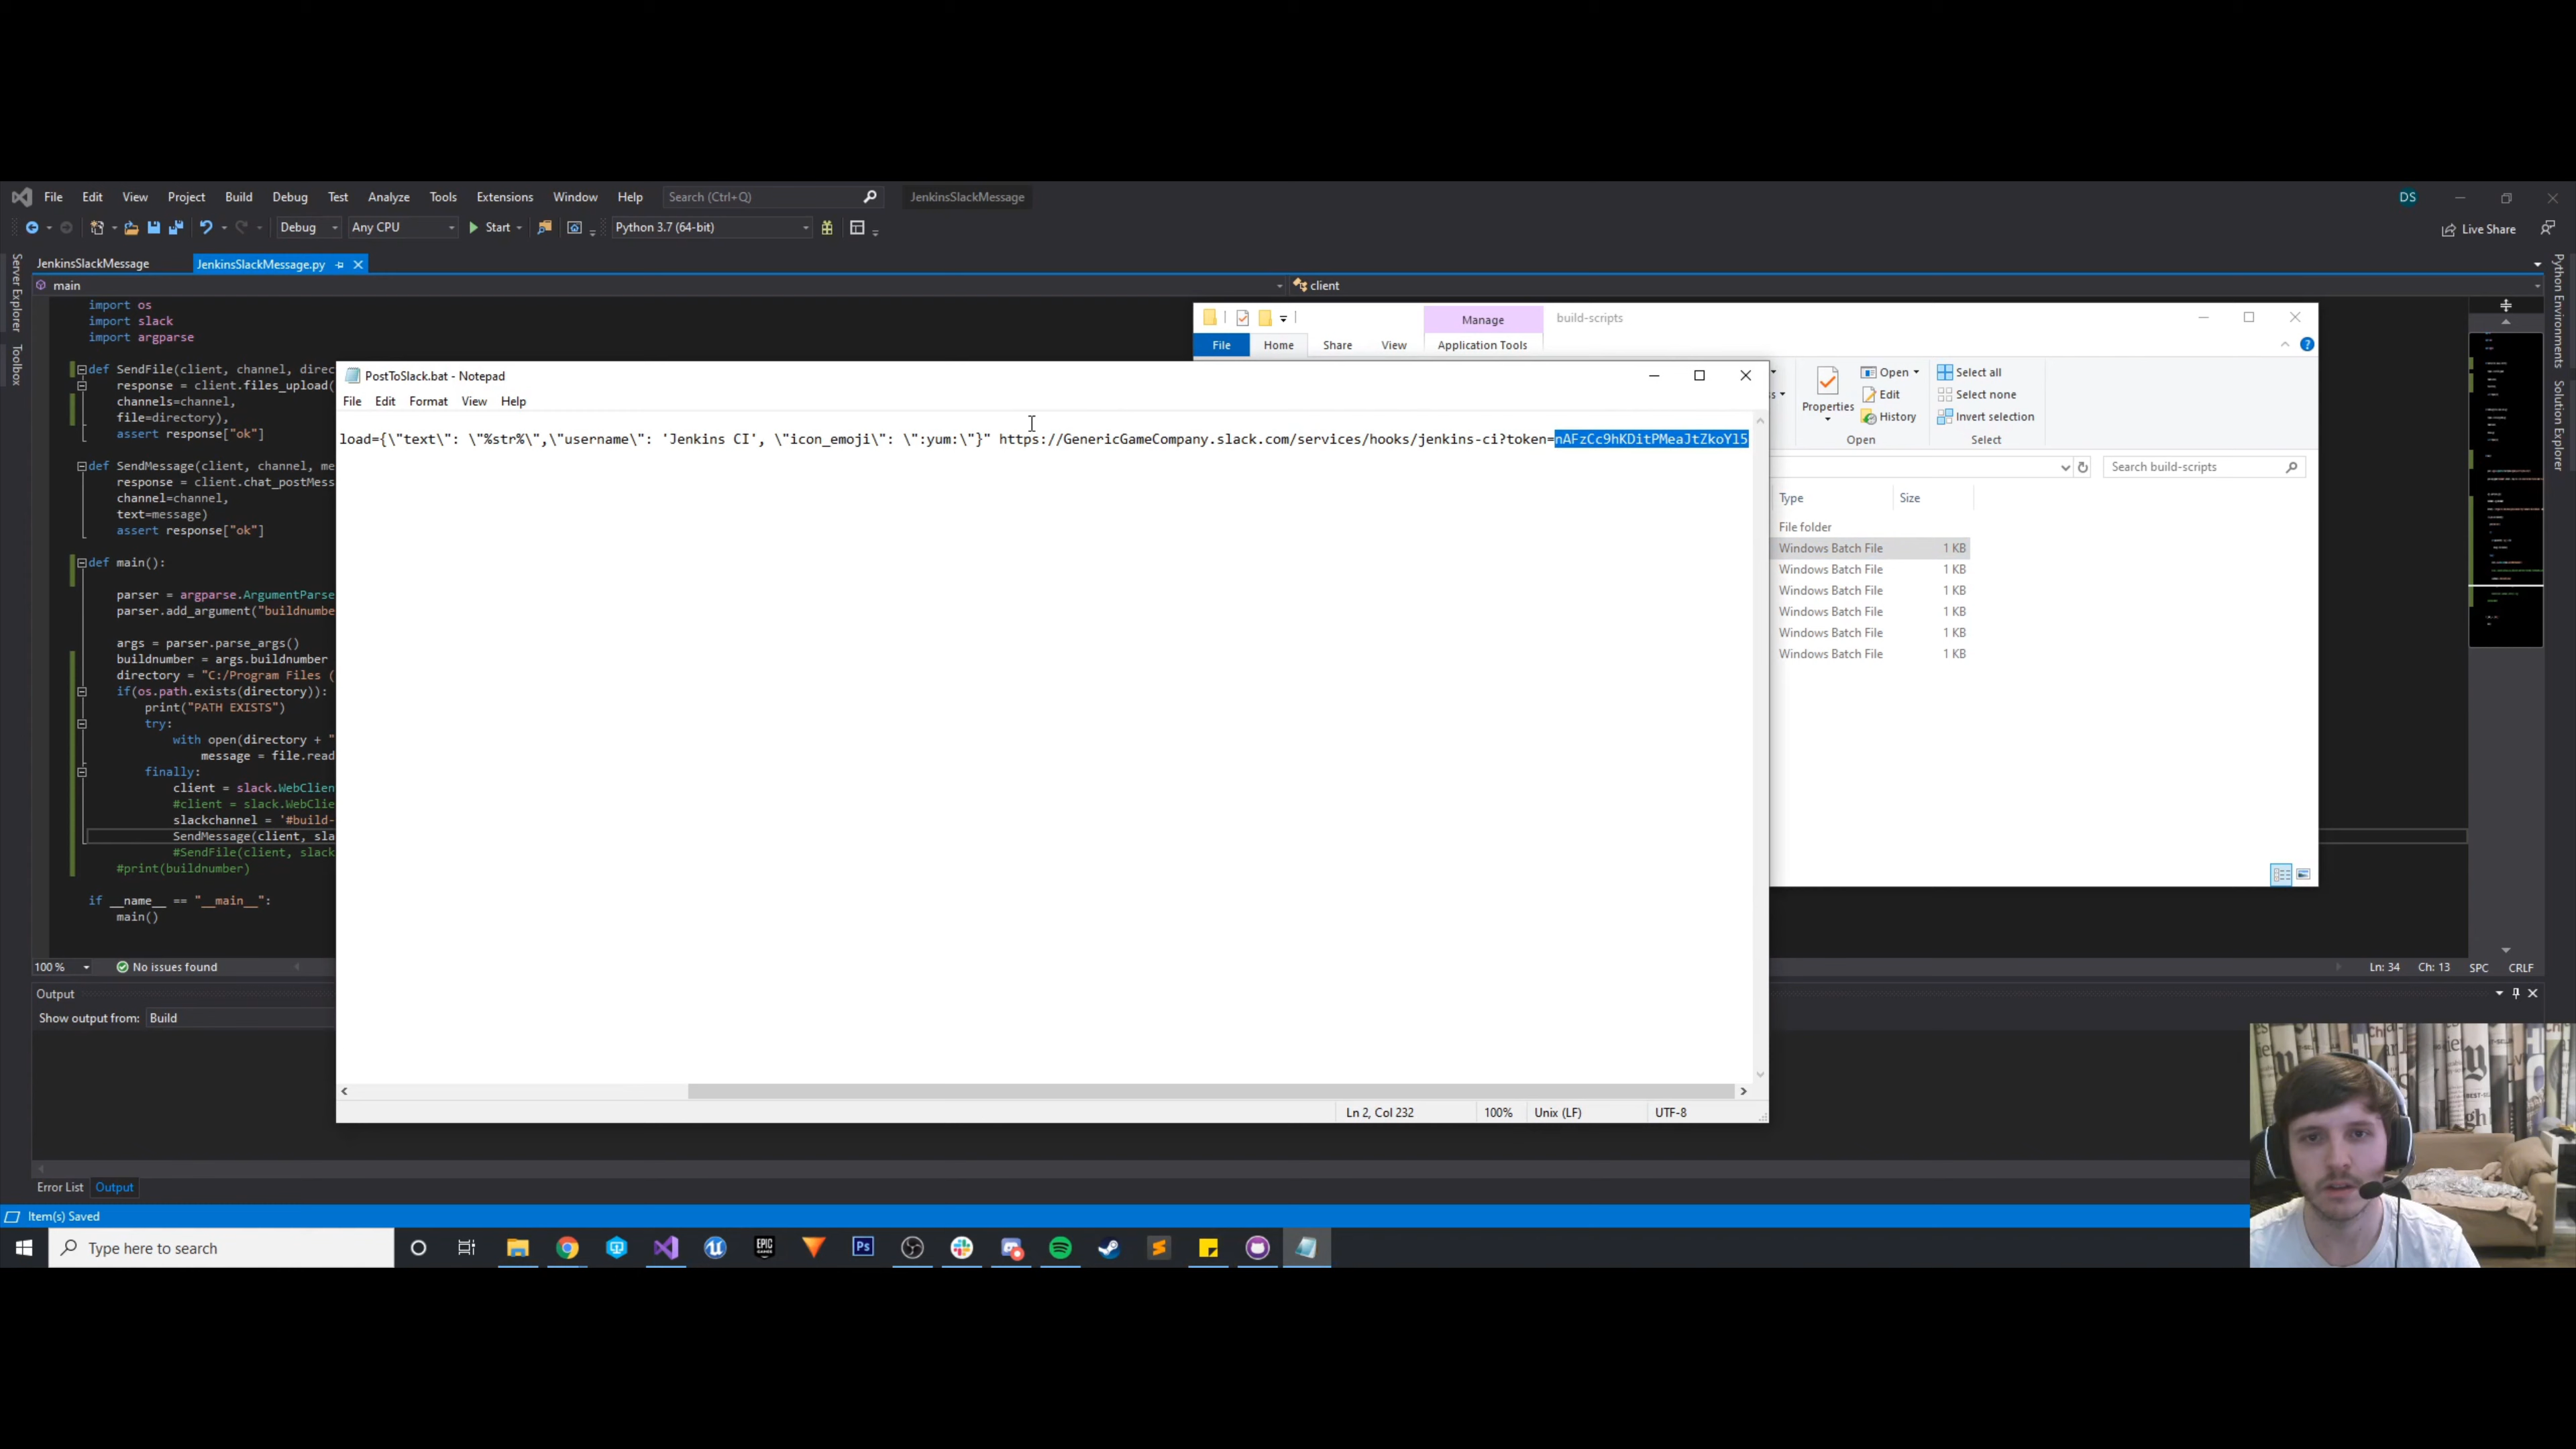 File Edit View Project Build Debug Test Analyze Tools Extensions Window Help Search (Ctrl+Q) JenkinsSlackMessage DS
Debug Any CPU Start Python 3.7 (64-bit) Live Share
JenkinsSlackMessage JenkinsSlackMessage.py
main client
Server Explorer
Toolbox
Python Environments
Solution Explorer
import os
import slack
import argparse
def SendFile(client, channel, direc
response = client.files_upload(
channels=channel,
file=directory),
assert response["ok"]
def SendMessage(client, channel, me
response = client.chat_postMess
channel=channel,
text=message)
assert response["ok"]
def main():
parser = argparse.ArgumentParse
parser.add_argument("buildnumbe
args = parser.parse_args()
buildnumber = args.buildnumber
directory = "C:/Program Files (
if(os.path.exists(directory)):
print("PATH EXISTS")
try:
with open(directory + "
message = file.read
finally:
client = slack.WebClien
#client = slack.WebClie
slackchannel = '#build-
SendMessage(client, sla
#SendFile(client, slack
#print(buildnumber)
if __name__ == "__main__":
main()
100 % No issues found Ln: 34 Ch: 13 SPC CRLF
Output
Show output from: Build
Error List Output
Item(s) Saved
PostToSlack.bat - Notepad
File Edit Format View Help
load={\"text\": \"%str%\",\"username\": 'Jenkins CI', \"icon_emoji\": \":yum:\"}" https://GenericGameCompany.slack.com/services/hooks/jenkins-ci?token=nAFzCc9hKDitPMeaJtZkoYl5
Ln 2, Col 232 100% Unix (LF) UTF-8
Manage build-scripts
File Home Share View Application Tools
Properties
Open
Edit
History
Open
Select all
Select none
Invert selection
Select
Search build-scripts
Type Size
File folder
Windows Batch File 1 KB
Windows Batch File 1 KB
Windows Batch File 1 KB
Windows Batch File 1 KB
Windows Batch File 1 KB
Windows Batch File 1 KB
Type here to search